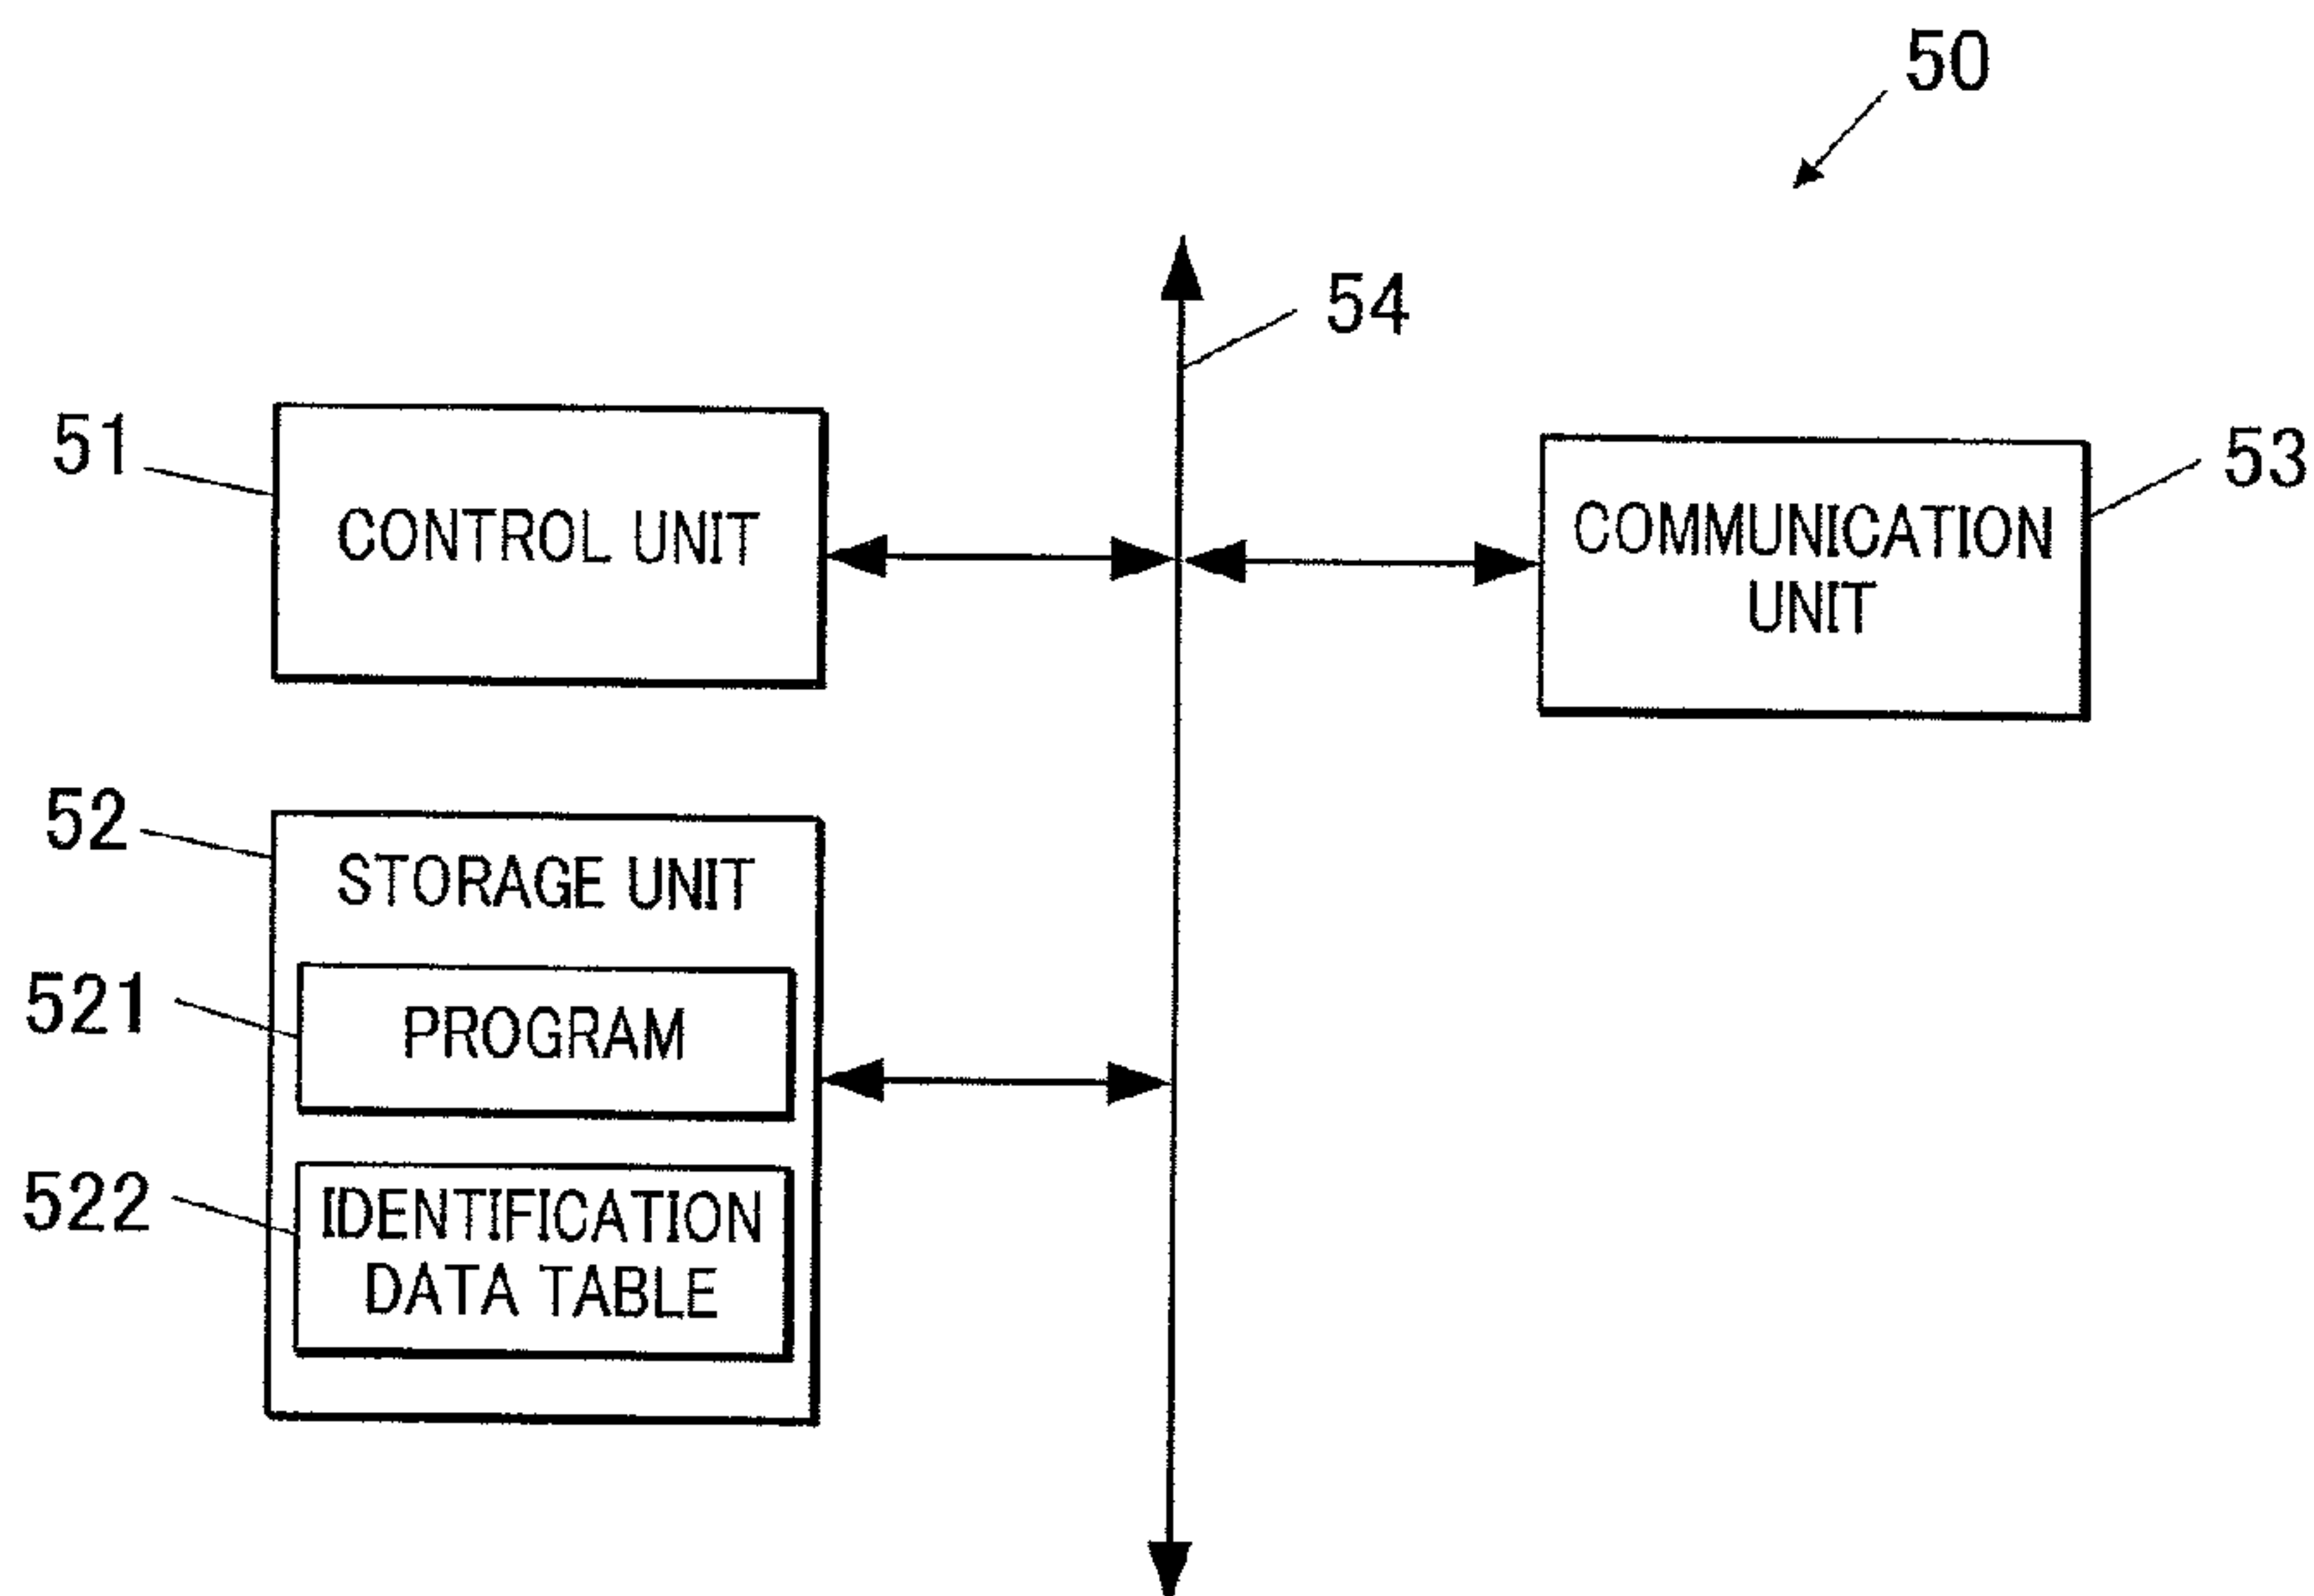 50
54
51
CONTROL UNIT
53
COMMUNICATION
UNIT
52
STORAGE UNIT
521
PROGRAM
522
IDENTIFICATION
DATA TABLE